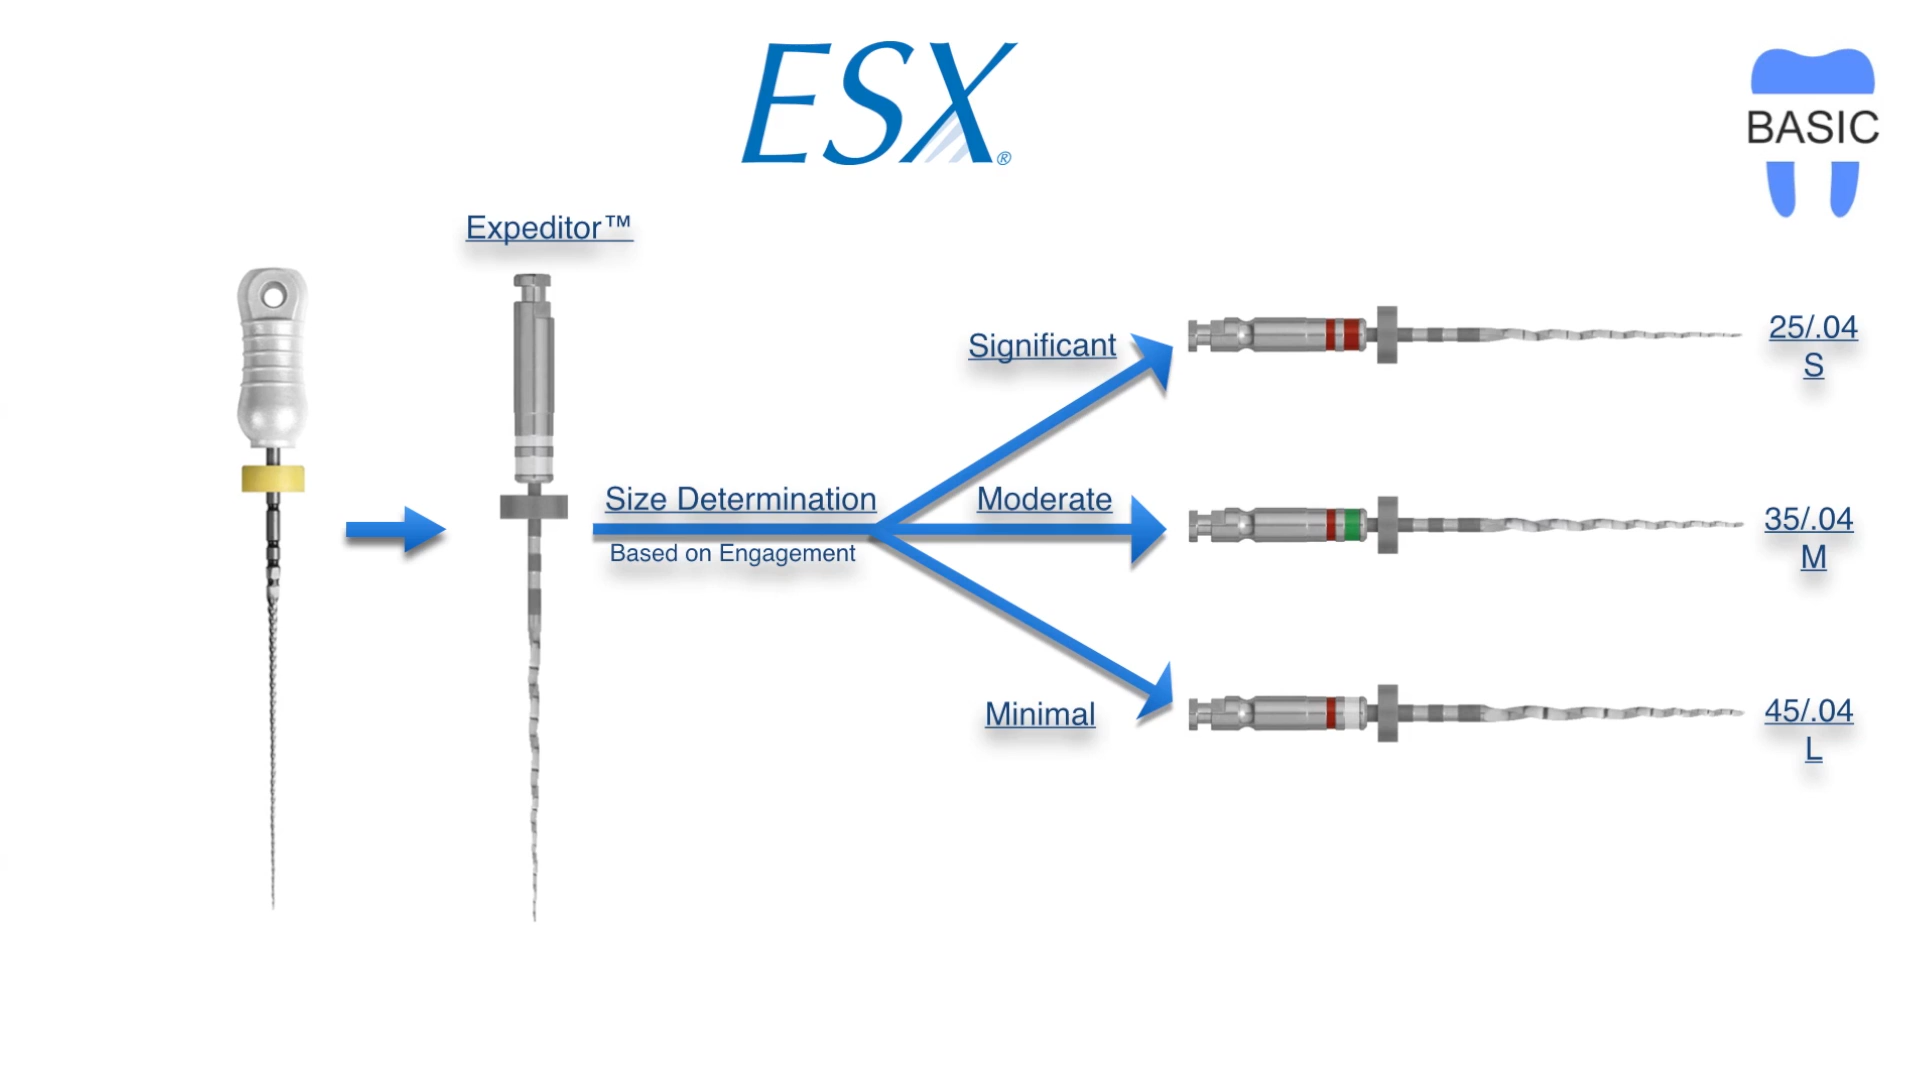 ESX®
BASIC
Expeditor™
Significant
25/.04
S
Size Determination
Based on Engagement
Moderate
35/.04
M
Minimal
45/.04
L